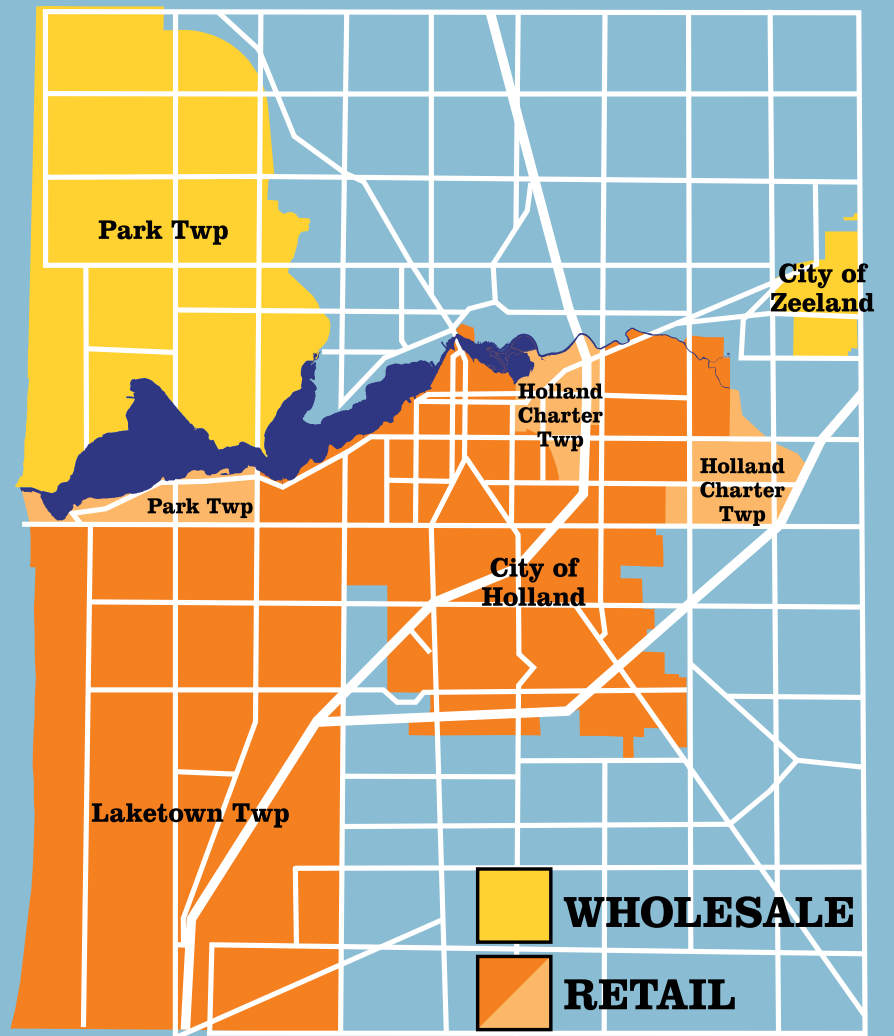 Park Twp
City of
Zeeland
Holland
Charter
Twp
Holland
Charter
Twp
Park Twp
City of
Holland
Laketown Twp
WHOLESALE
RETAIL